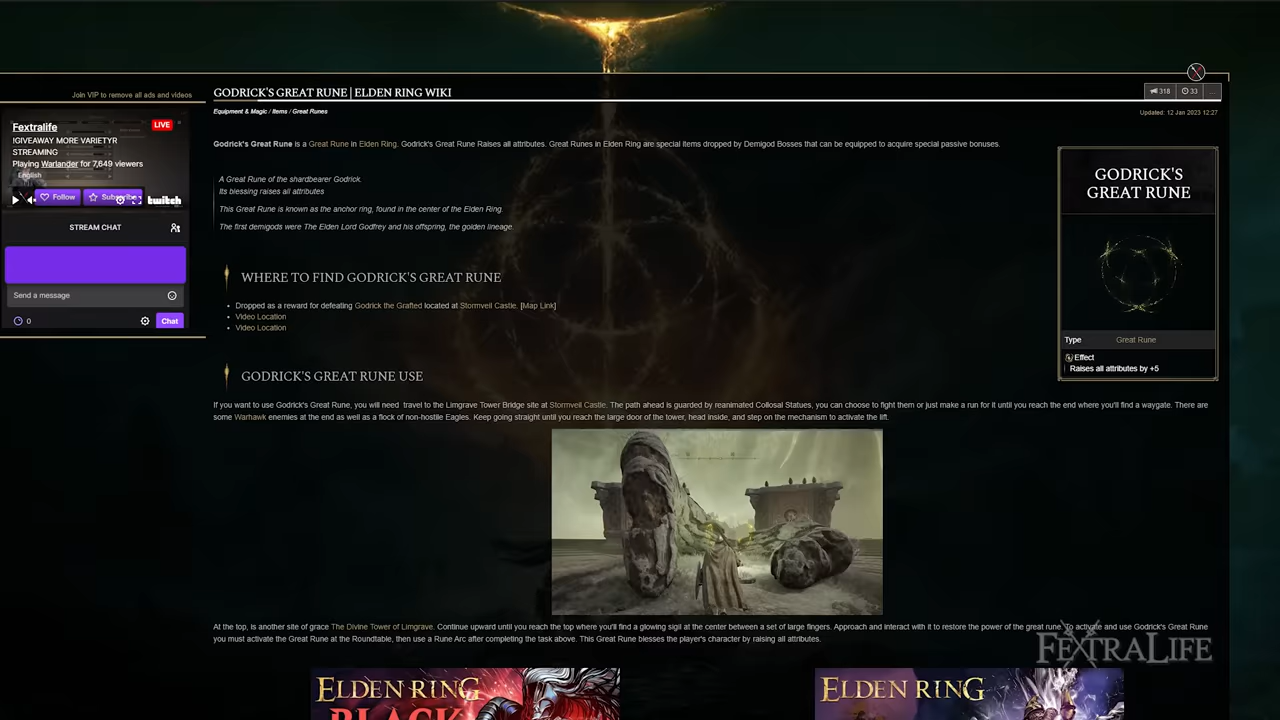 Join VIP to remove all ads and videos
Fextralife
LIVE
!GIVEAWAY MORE VARIETYR
STREAMING
Playing Warlander for 7,649 viewers
English
Follow
Subscribe
twitch
STREAM CHAT
Send a message
0
Chat
GODRICK'S GREAT RUNE | ELDEN RING WIKI
318
33
...
Equipment & Magic / Items / Great Runes
Updated: 12 Jan 2023 12:27
Godrick's Great Rune is a Great Rune in Elden Ring. Godrick's Great Rune Raises all attributes. Great Runes in Elden Ring are special items dropped by Demigod Bosses that can be equipped to acquire special passive bonuses.
A Great Rune of the shardbearer Godrick.
Its blessing raises all attributes
This Great Rune is known as the anchor ring, found in the center of the Elden Ring.
The first demigods were The Elden Lord Godfrey and his offspring, the golden lineage.
GODRICK'S
GREAT RUNE
Type Great Rune
Effect
Raises all attributes by +5
WHERE TO FIND GODRICK'S GREAT RUNE
Dropped as a reward for defeating Godrick the Grafted located at Stormveil Castle. [Map Link]
Video Location
Video Location
GODRICK'S GREAT RUNE USE
If you want to use Godrick's Great Rune, you will need travel to the Limgrave Tower Bridge site at Stormveil Castle. The path ahead is guarded by reanimated Collosal Statues, you can choose to fight them or just make a run for it until you reach the end where you'll find a waygate. There are
some Warhawk enemies at the end as well as a flock of non-hostile Eagles. Keep going straight until you reach the large door of the tower, head inside, and step on the mechanism to activate the lift.
At the top, is another site of grace The Divine Tower of Limgrave. Continue upward until you reach the top where you'll find a glowing sigil at the center between a set of large fingers. Approach and interact with it to restore the power of the great rune. To activate and use Godrick's Great Rune
you must activate the Great Rune at the Roundtable, then use a Rune Arc after completing the task above. This Great Rune blesses the player's character by raising all attributes.
FEXTRALIFE
ELDEN RING
BLACK
ELDEN RING